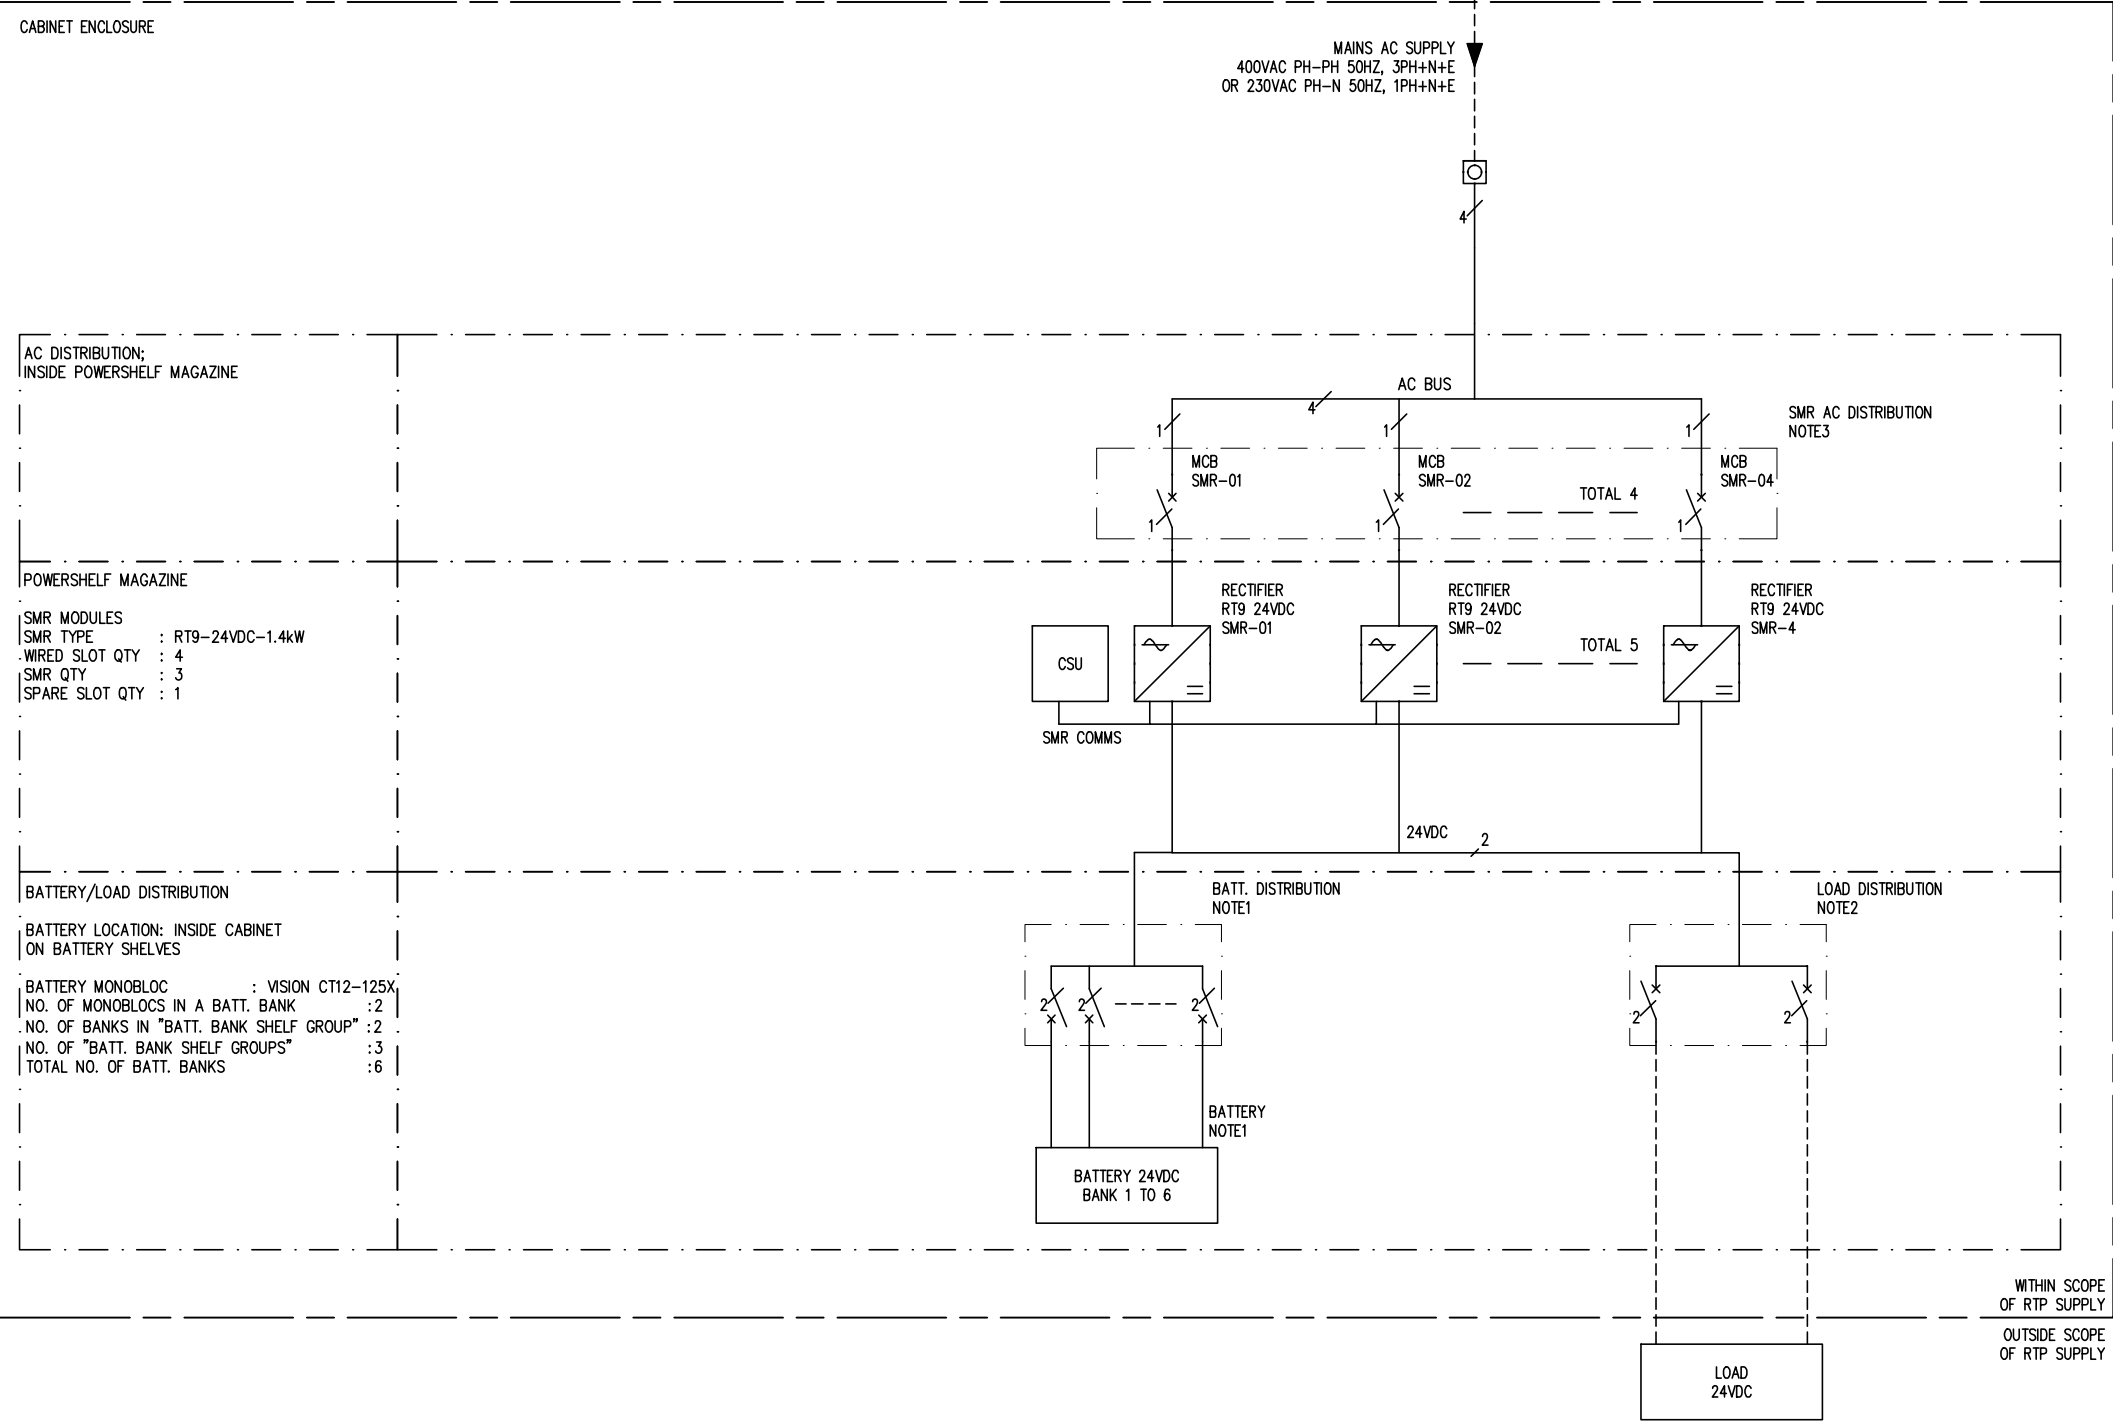 CABINET ENCLOSURE
MAINS AC SUPPLY
400VAC PH-PH 50HZ, 3PH+N+E
OR 230VAC PH-N 50HZ, 1PH+N+E
4
AC DISTRIBUTION;
INSIDE POWERSHELF MAGAZINE
AC BUS
4
1
1
1
SMR AC DISTRIBUTION
NOTE3
MCB
SMR-01
MCB
SMR-02
MCB
SMR-04
TOTAL 4
1
1
1
POWERSHELF MAGAZINE
SMR MODULES
SMR TYPE : RT9-24VDC-1.4kW
WIRED SLOT QTY : 4
SMR QTY : 3
SPARE SLOT QTY : 1
RECTIFIER
RT9 24VDC
SMR-01
RECTIFIER
RT9 24VDC
SMR-02
RECTIFIER
RT9 24VDC
SMR-4
TOTAL 5
CSU
SMR COMMS
24VDC
2
BATTERY/LOAD DISTRIBUTION
BATTERY LOCATION: INSIDE CABINET
ON BATTERY SHELVES
BATTERY MONOBLOC : VISION CT12-125X
NO. OF MONOBLOCS IN A BATT. BANK :2
NO. OF BANKS IN "BATT. BANK SHELF GROUP" :2
NO. OF "BATT. BANK SHELF GROUPS" :3
TOTAL NO. OF BATT. BANKS :6
BATT. DISTRIBUTION
NOTE1
2
2
2
BATTERY
NOTE1
BATTERY 24VDC
BANK 1 TO 6
LOAD DISTRIBUTION
NOTE2
2
2
WITHIN SCOPE
OF RTP SUPPLY
OUTSIDE SCOPE
OF RTP SUPPLY
LOAD
24VDC